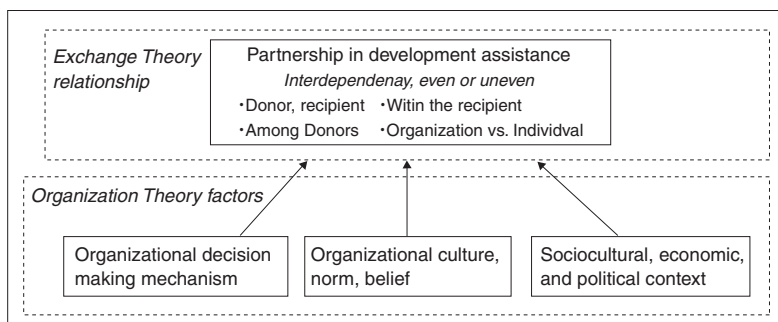 Exchange Theory
relationship
Partnership in development assistance
Interdependenay, even or uneven
・Donor, recipient ・Witin the recipient
・Among Donors ・Organization vs. Individval
Organization Theory factors
Organizational decision
making mechanism
Organizational culture,
norm, belief
Sociocultural, economic,
and political context